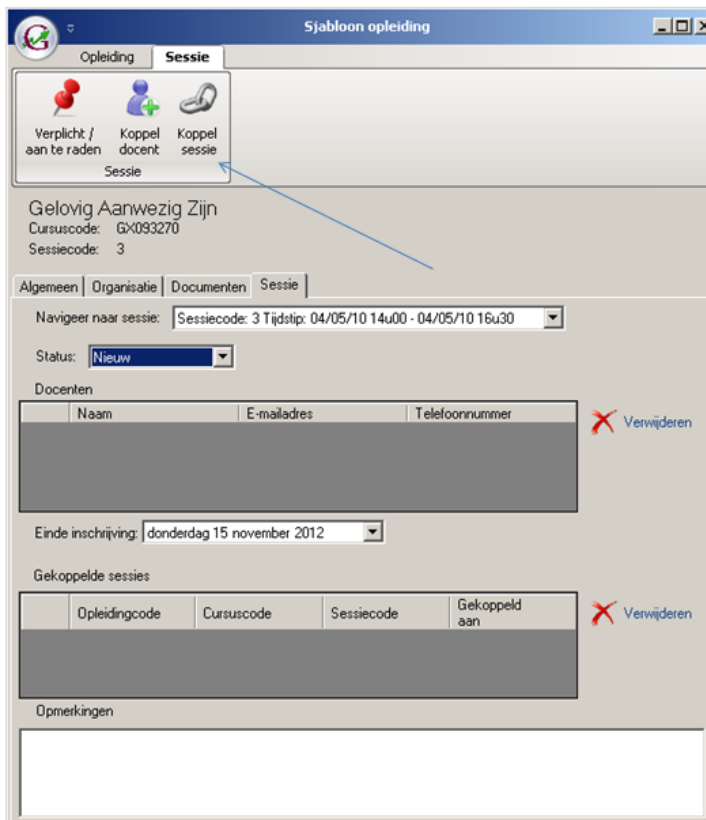 Sjabloon opleiding
Opleiding Sessie
Verplicht / aan te raden
Koppel docent
Koppel sessie
Sessie
Gelovig Aanwezig Zijn
Cursuscode: GX093270
Sessiecode: 3
Algemeen Organisatie Documenten Sessie
Navigeer naar sessie: Sessiecode: 3 Tijdstip: 04/05/10 14u00 - 04/05/10 16u30
Status: Nieuw
Docenten
Naam E-mailadres Telefoonnummer
Verwijderen
Einde inschrijving: donderdag 15 november 2012
Gekoppelde sessies
Opleidingcode Cursuscode Sessiecode Gekoppeld aan
Verwijderen
Opmerkingen